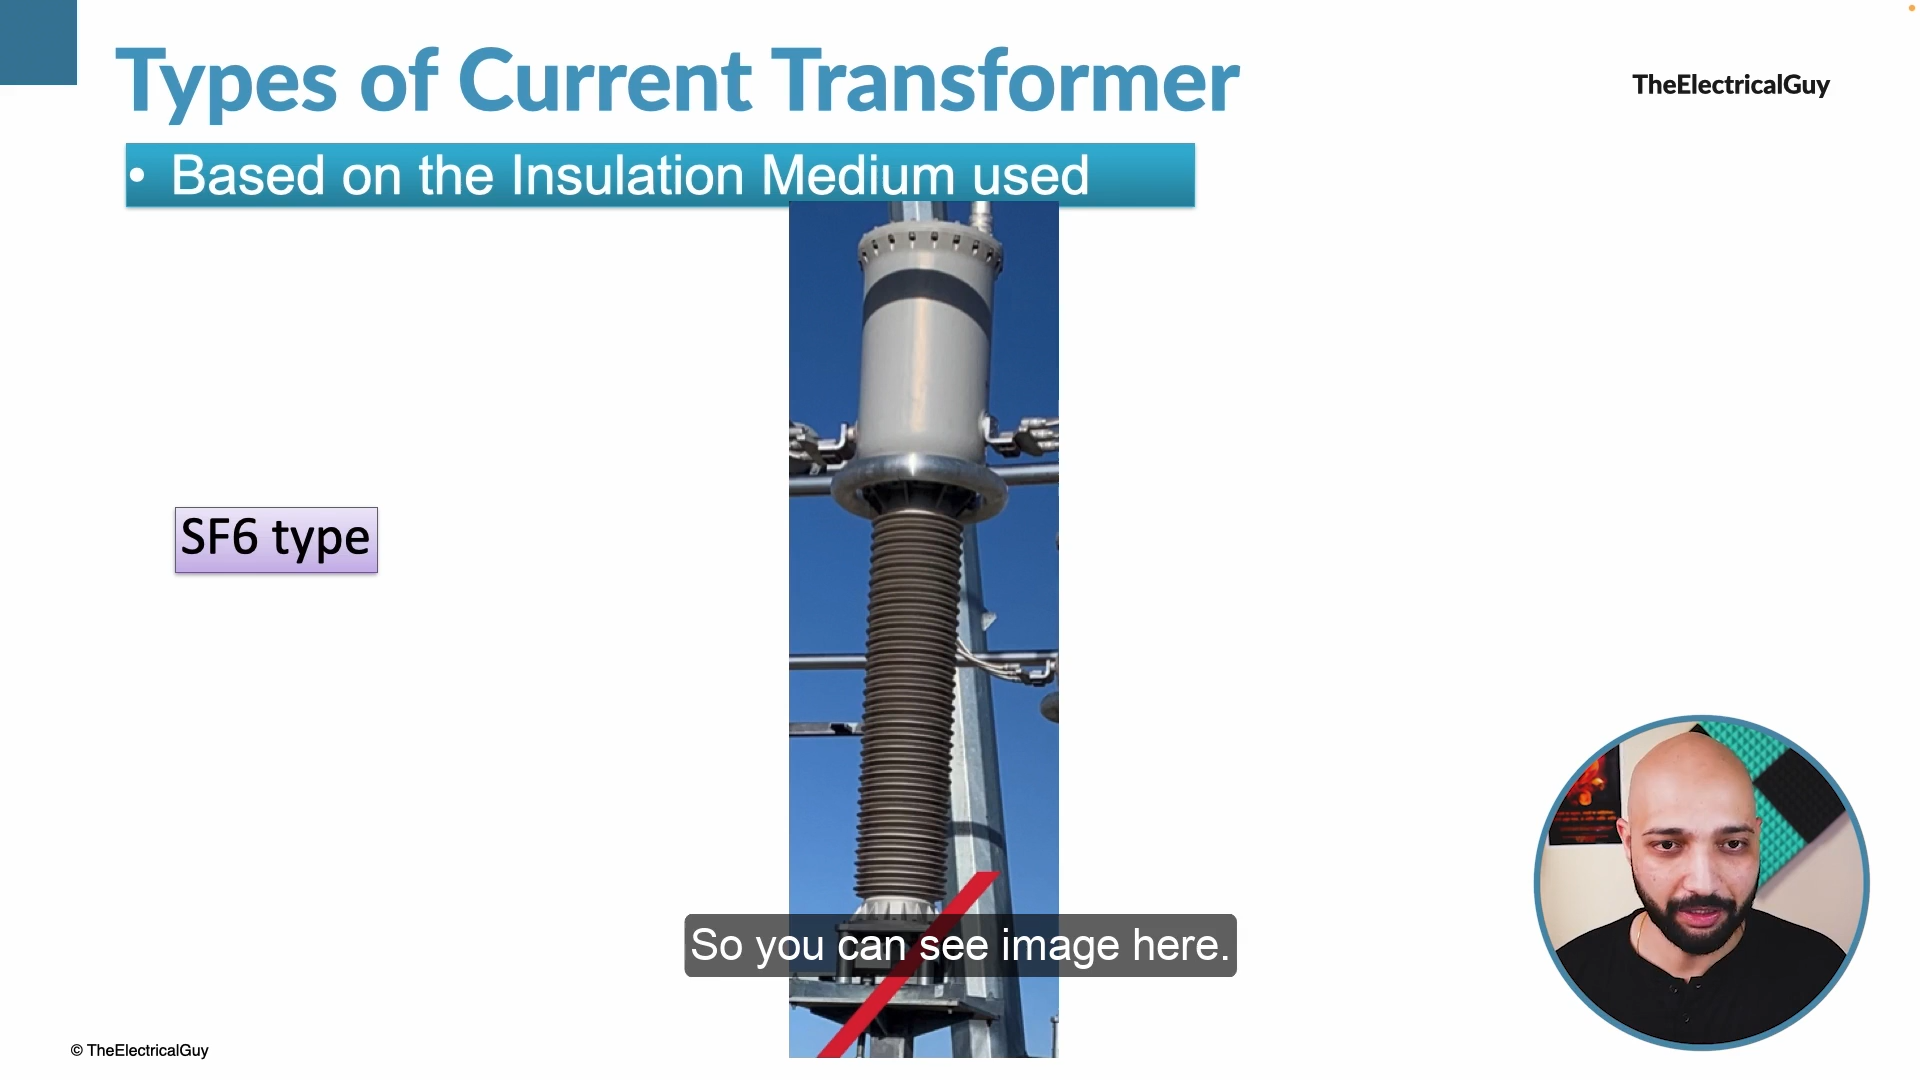 Types of Current Transformer
TheElectricalGuy
• Based on the Insulation Medium used
SF6 type
So you can see image here.
© TheElectricalGuy